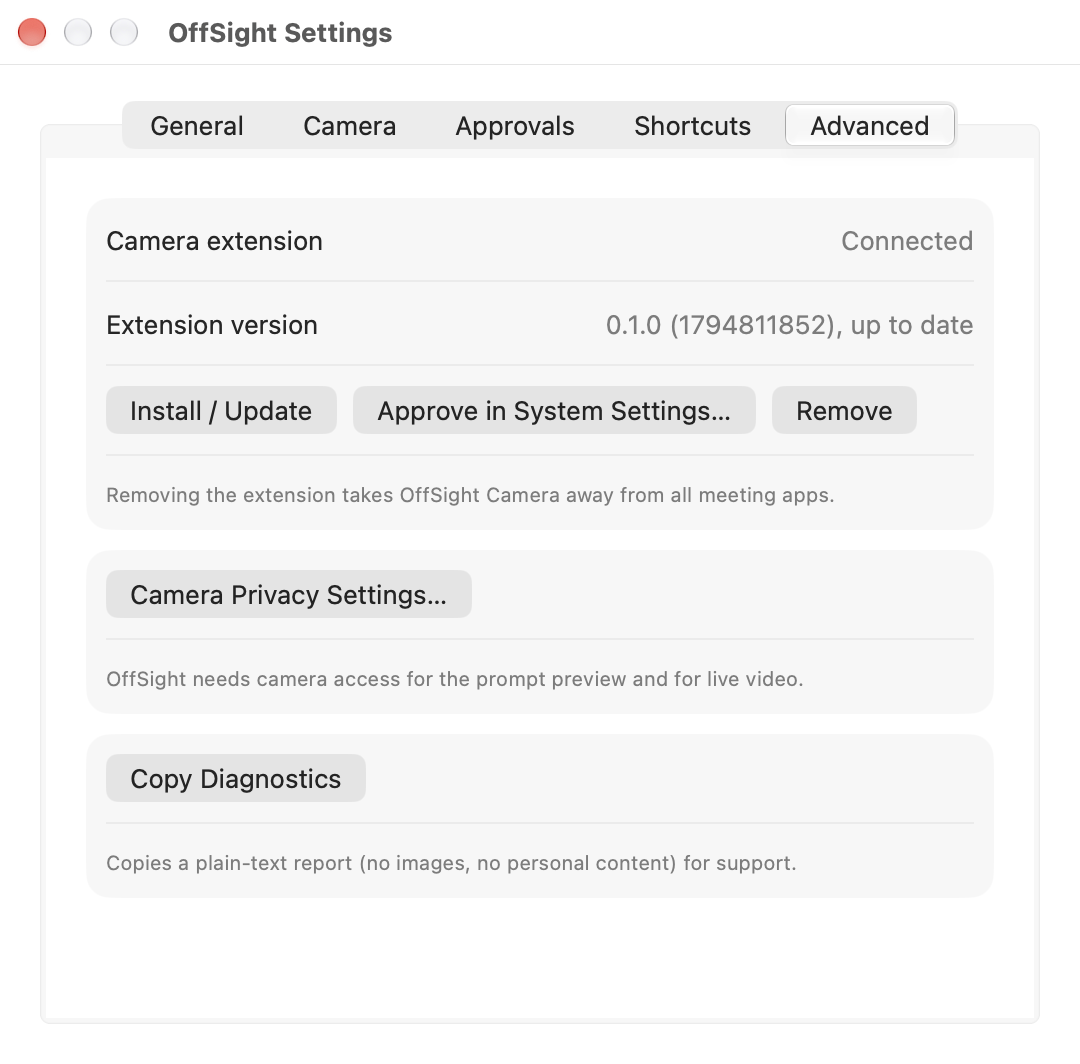 OffSight Settings
General Camera Approvals Shortcuts Advanced
Camera extension Connected
Extension version 0.1.0 (1794811852), up to date
Install / Update Approve in System Settings... Remove
Removing the extension takes OffSight Camera away from all meeting apps.
Camera Privacy Settings...
OffSight needs camera access for the prompt preview and for live video.
Copy Diagnostics
Copies a plain-text report (no images, no personal content) for support.